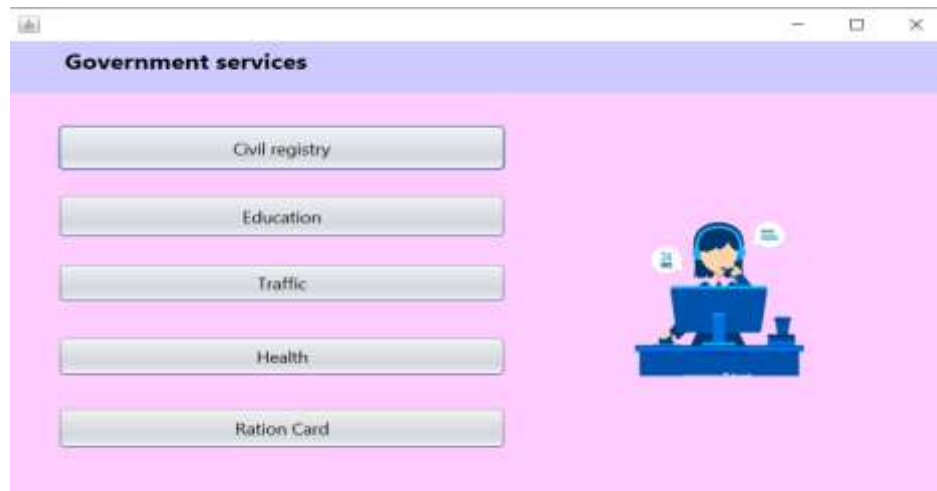 Government services
Civil registry
Education
Traffic
Health
Ration Card